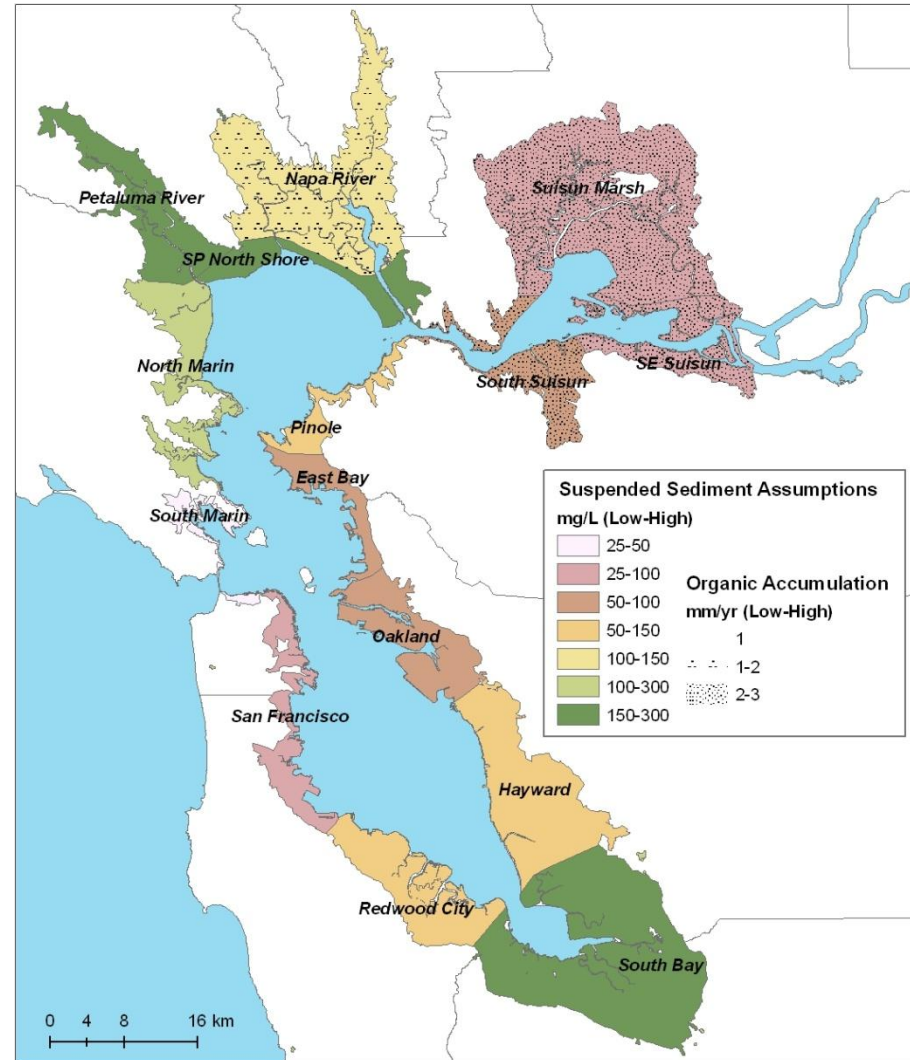 Napa River
Suisun Marsh
Petaluma River
SP North Shore
North Marin
South Suisun
SE Suisun
Pinole
East Bay
South Marin
Oakland
San Francisco
Hayward
Redwood City
South Bay
Suspended Sediment Assumptions
mg/L (Low-High)
25-50
25-100
50-100
50-150
100-150
100-300
150-300
Organic Accumulation
mm/yr (Low-High)
1
1-2
2-3
0 4 8 16 km